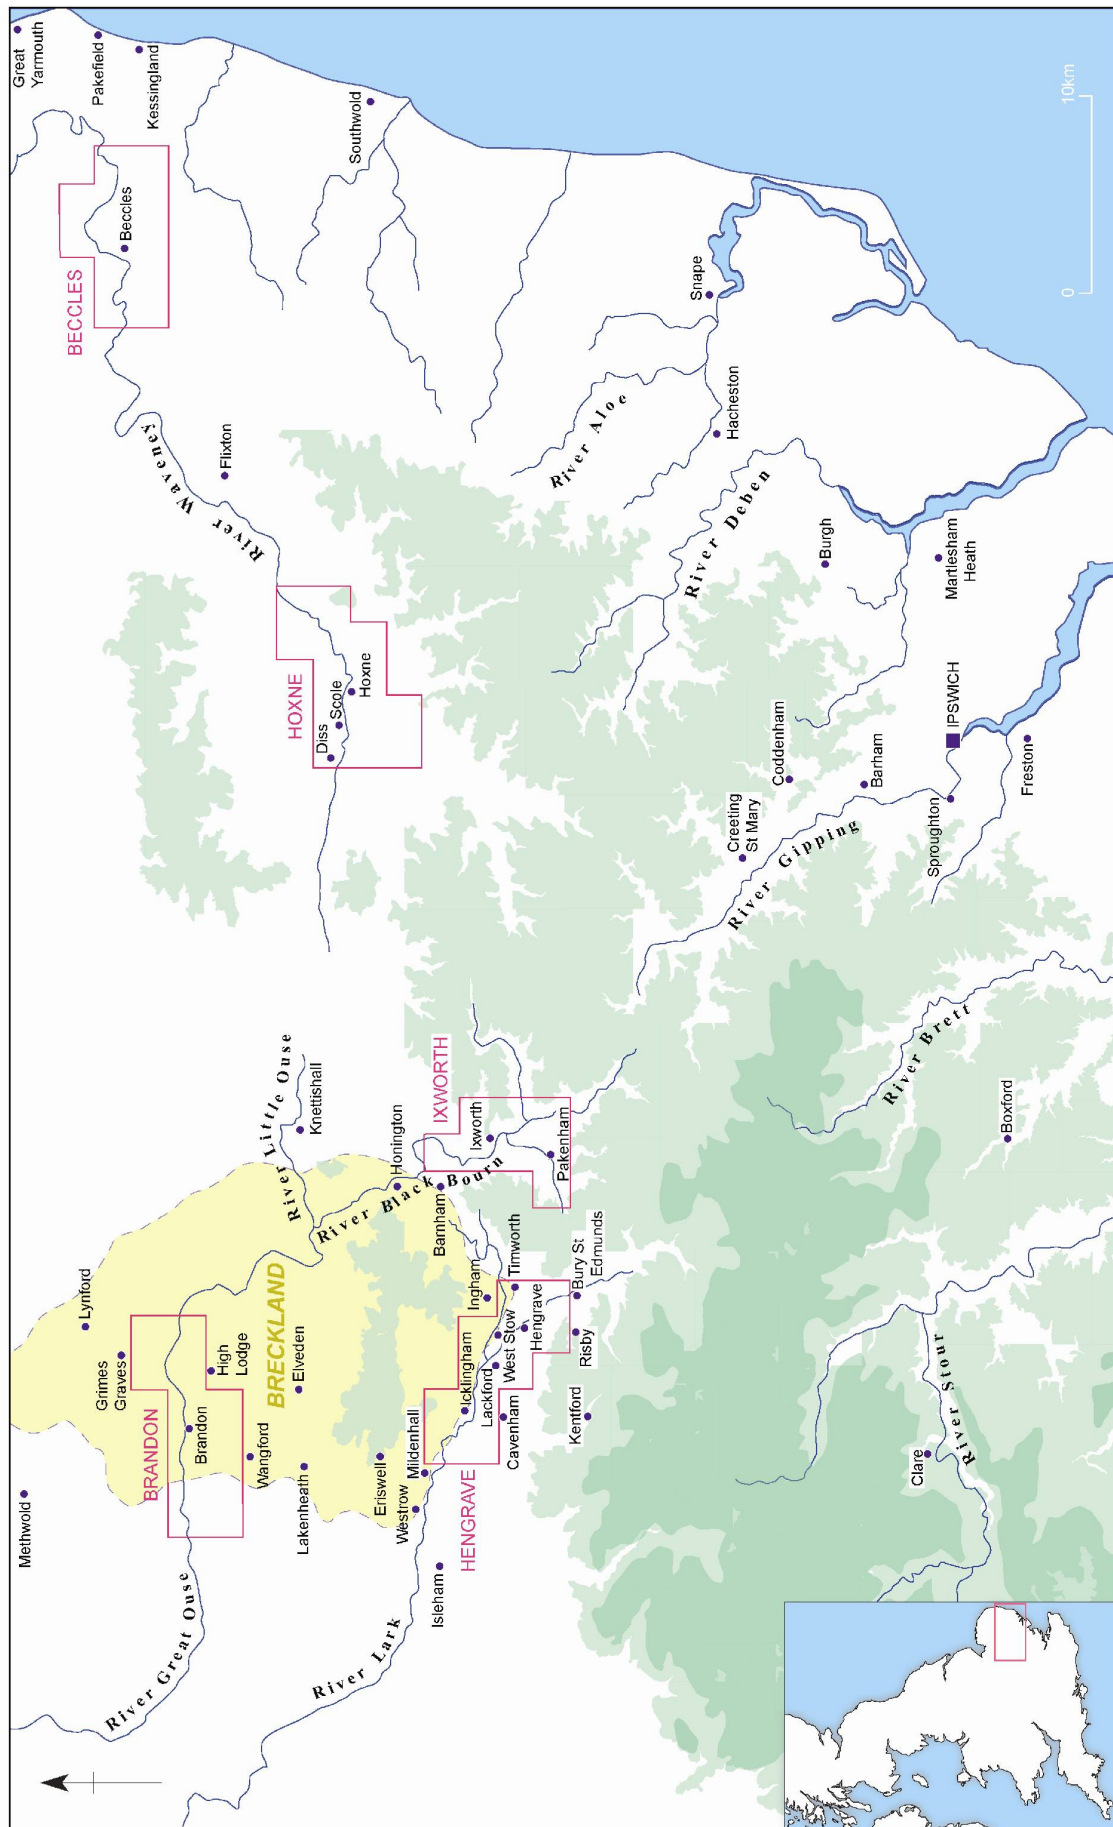 Methwold
Lynford
Great
Yarmouth
Pakefield
Kessingland
BECCLES
Beccles
River Great Ouse
BRANDON
Grimes
Graves
Brandon
High
Lodge
Wangford
BRECKLAND
Lakenheath
Elveden
River Little Ouse
Knettishall
River Waveney
Flixton
HOXNE
Diss
Scole
Hoxne
Southwold
River Lark
Isleham
Eriswell
Westrow
Mildenhall
HENGRAVE
Icklingham
Lackford
Cavenham
West Stow
Hengrave
Ingham
Timworth
River Black Bourn
Honington
Barnham
IXWORTH
Ixworth
Pakenham
Kentford
Risby
Bury St
Edmunds
River Aloe
Snape
Hacheston
River Deben
Burgh
Creeting
St Mary
Coddenham
River Gipping
Barham
Sproughton
IPSWICH
Martlesham
Heath
Freston
River Brett
Boxford
Clare
River Stour
0
10km